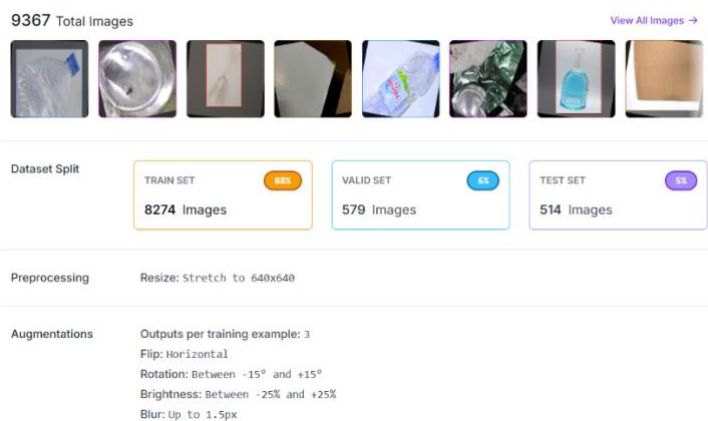 9367 Total Images
View All Images →
Dataset Split
TRAIN SET 88%
8274 Images
VALID SET 6%
579 Images
TEST SET 5%
514 Images
Preprocessing
Resize: Stretch to 640x640
Augmentations
Outputs per training example: 3
Flip: Horizontal
Rotation: Between -15° and +15°
Brightness: Between -25% and +25%
Blur: Up to 1.5px